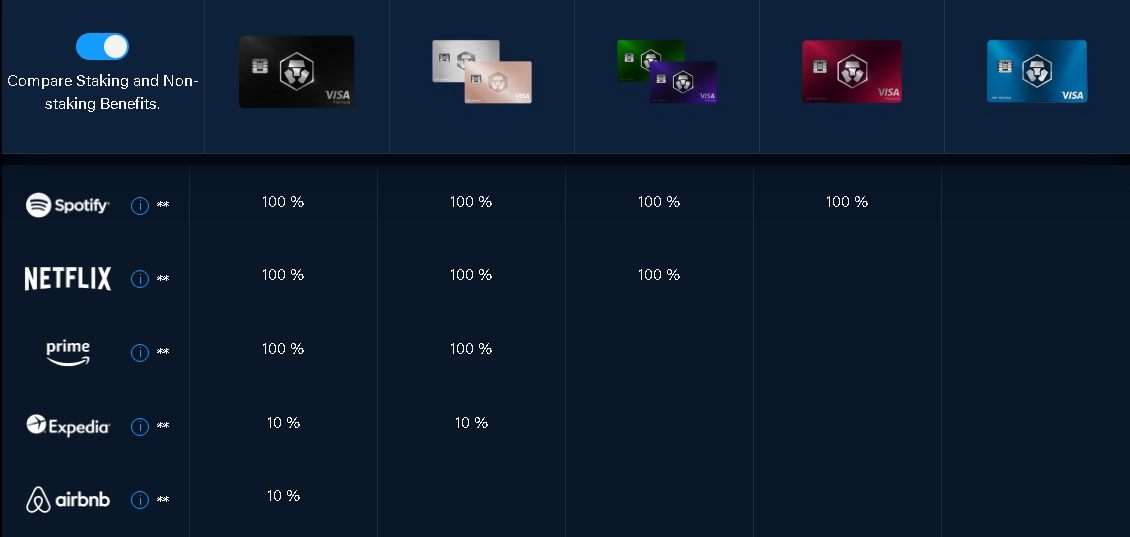 Compare Staking and Non-
staking Benefits.
VISA
VISA
VISA
VISA
VISA
Spotify ** 100 % 100 % 100 % 100 %
NETFLIX ** 100 % 100 % 100 %
prime ** 100 % 100 %
Expedia ** 10 % 10 %
airbnb ** 10 %